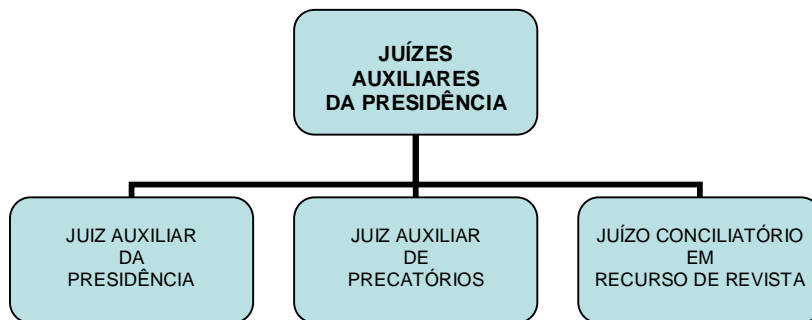 JUÍZES
AUXILIARES
DA PRESIDÊNCIA
JUIZ AUXILIAR
DA
PRESIDÊNCIA
JUIZ AUXILIAR
DE
PRECATÓRIOS
JUÍZO CONCILIATÓRIO
EM
RECURSO DE REVISTA